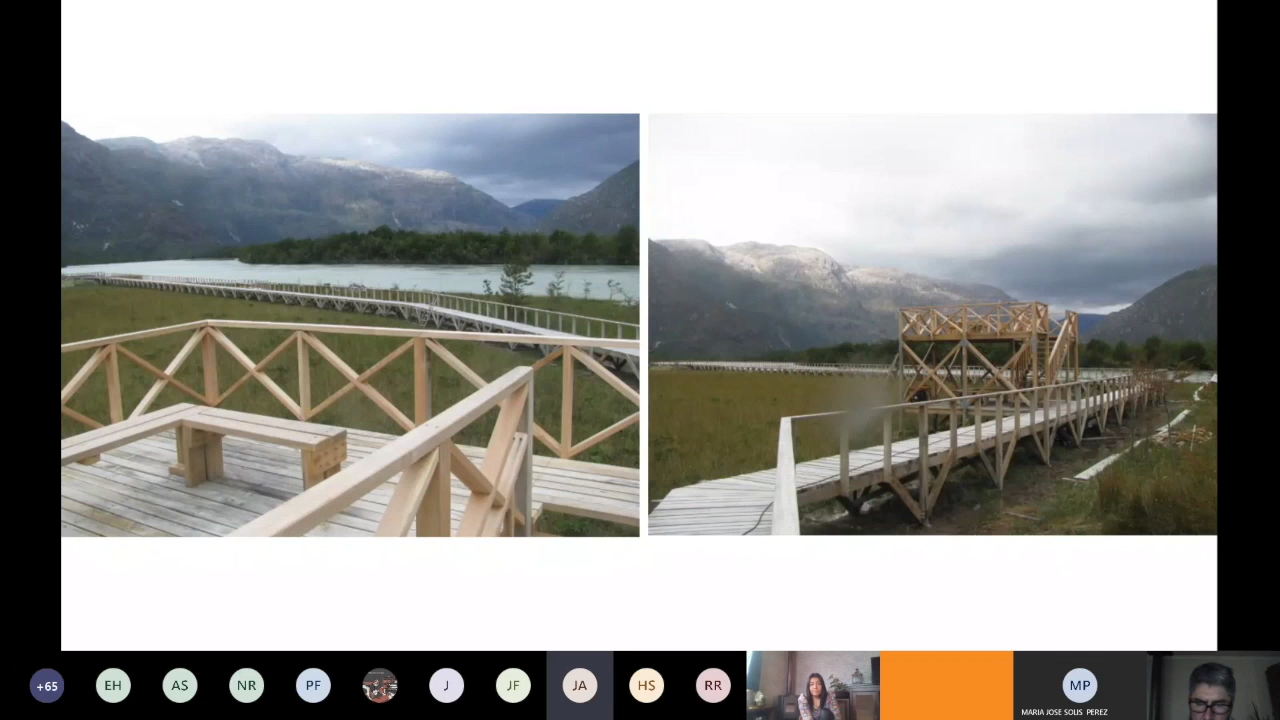 +65
EH
AS
NR
PF
J
JF
JA
HS
RR
MP
MARIA JOSE SOLIS PEREZ